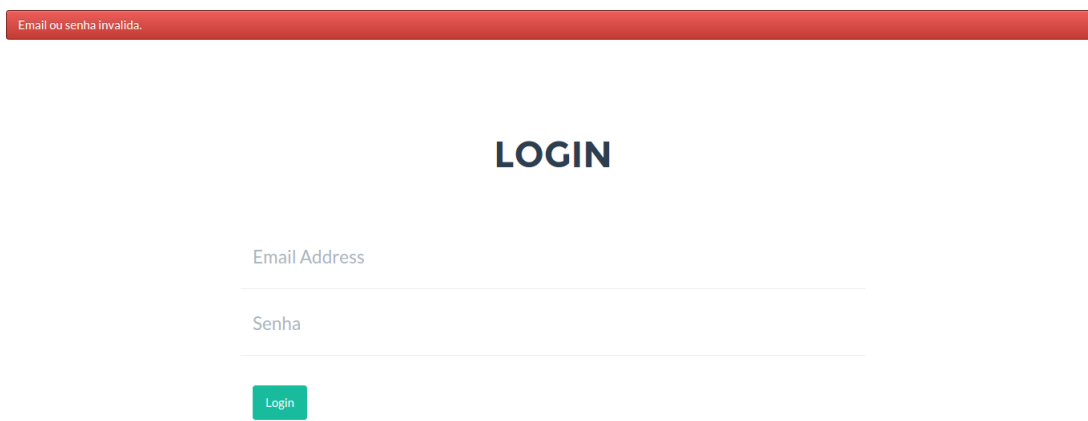 Email ou senha invalida.
LOGIN
Email Address
Senha
Login